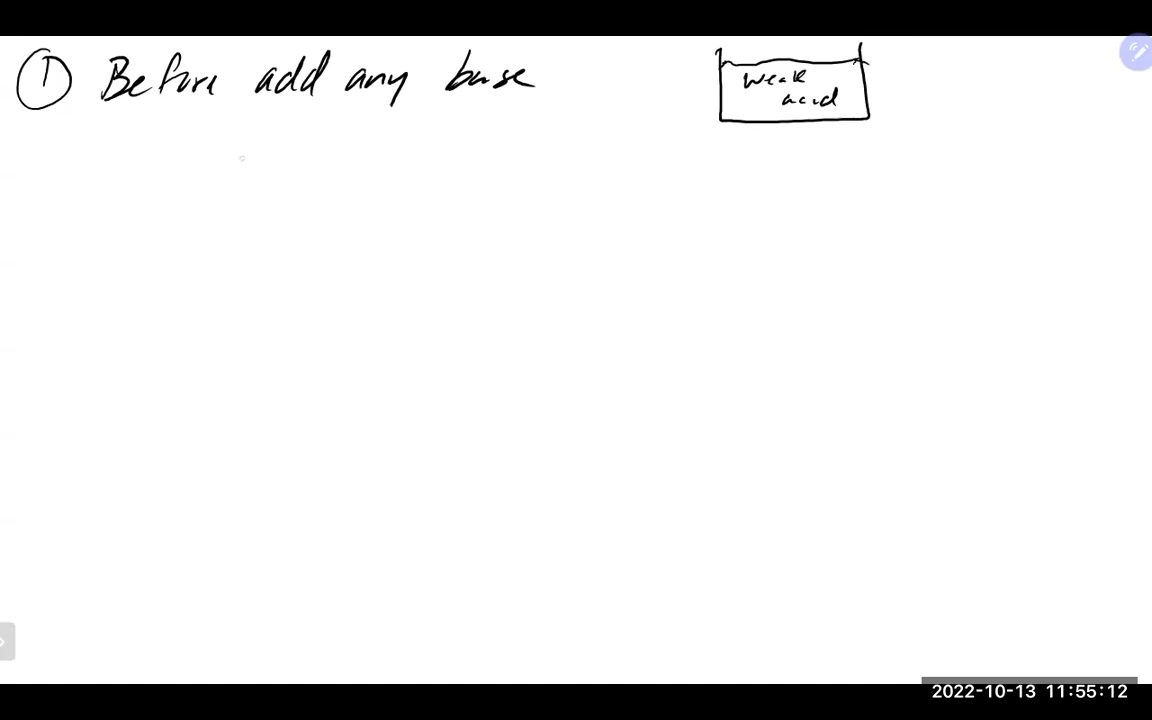 ① Before add any base
weak
acid
2022-10-13 11:55:12